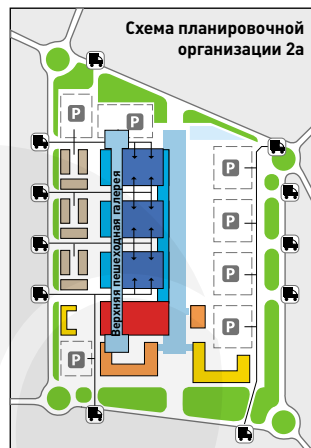 Схема планировочной
организации 2а
P
P
P
P
P
P
P
Верхняя пешеходная галерея